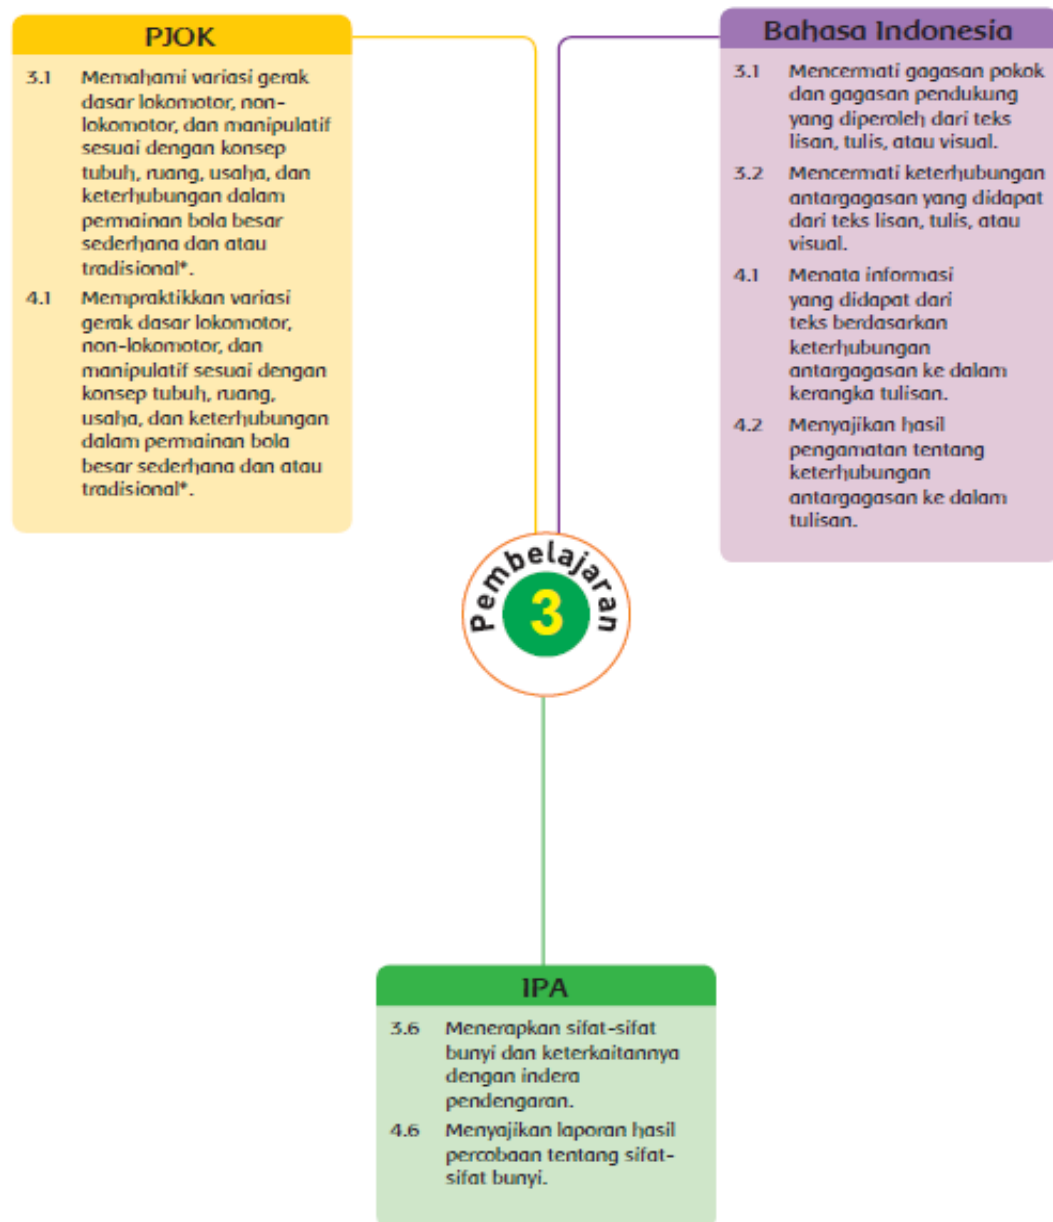 PJOK
3.1 Memahami variasi gerak
dasar lokomotor, non-
lokomotor, dan manipulatif
sesuai dengan konsep
tubuh, ruang, usaha, dan
keterhubungan dalam
permainan bola besar
sederhana dan atau
tradisional*.
4.1 Mempraktikkan variasi
gerak dasar lokomotor,
non-lokomotor, dan
manipulatif sesuai dengan
konsep tubuh, ruang,
usaha, dan keterhubungan
dalam permainan bola
besar sederhana dan atau
tradisional*.
Bahasa Indonesia
3.1 Mencermati gagasan pokok
dan gagasan pendukung
yang diperoleh dari teks
lisan, tulis, atau visual.
3.2 Mencermati keterhubungan
antargagasan yang didapat
dari teks lisan, tulis, atau
visual.
4.1 Menata informasi
yang didapat dari
teks berdasarkan
keterhubungan
antargagasan ke dalam
kerangka tulisan.
4.2 Menyajikan hasil
pengamatan tentang
keterhubungan
antargagasan ke dalam
tulisan.
Pembelajaran
3
IPA
3.6 Menerapkan sifat-sifat
bunyi dan keterkaitannya
dengan indera
pendengaran.
4.6 Menyajikan laporan hasil
percobaan tentang sifat-
sifat bunyi.